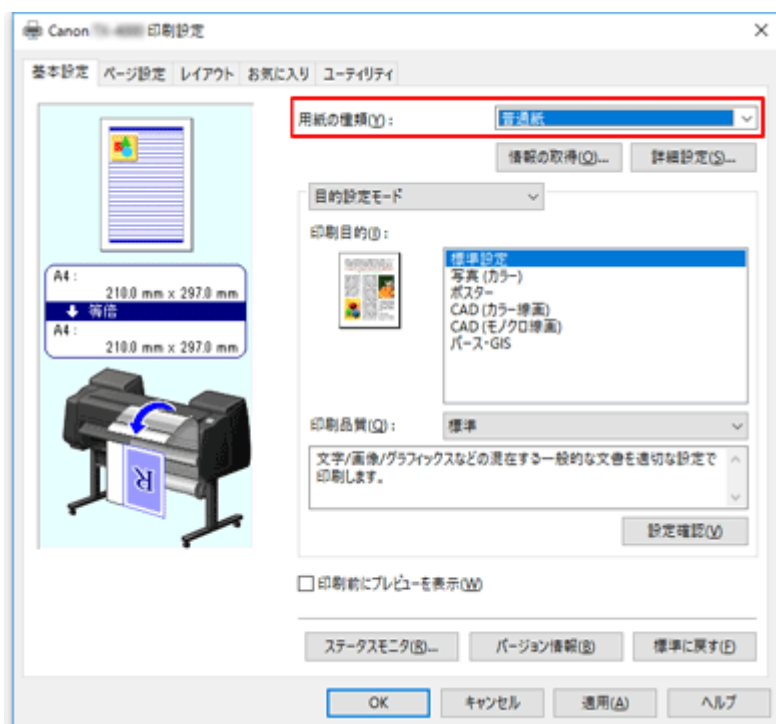 Canon 印刷設定
基本設定 ページ設定 レイアウト お気に入り ユーティリティ
用紙の種類(Y): 普通紙
情報の取得(O)... 詳細設定(S)...
目的設定モード
印刷目的(I):
標準設定
写真 (カラー)
ポスター
CAD (カラー線画)
CAD (モノクロ線画)
パース・GIS
A4 :
210.0 mm x 297.0 mm
等倍
A4 :
210.0 mm x 297.0 mm
R
印刷品質(Q): 標準
文字/画像/グラフィックスなどの混在する一般的な文書を適切な設定で
印刷します。
設定確認(V)
印刷前にプレビューを表示(W)
ステータスモニタ(R)... バージョン情報(B) 標準に戻す(F)
OK キャンセル 適用(A) ヘルプ